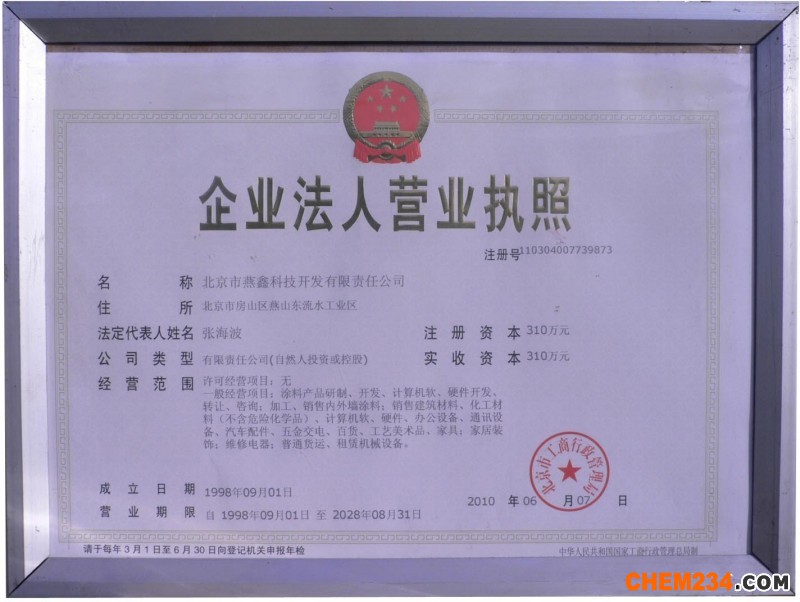 企业法人营业执照
注册号110304007739873
名称 北京市燕鑫科技开发有限责任公司
住所 北京市房山区燕山东流水工业区
法定代表人姓名 张海波 注册资本 310万元
公司类型 有限责任公司(自然人投资或控股) 实收资本 310万元
经营范围 许可经营项目：无
一般经营项目：涂料产品研制、开发、计算机软、硬件开发、
转让、咨询；加工、销售内外墙涂料；销售建筑材料、化工材
料（不含危险化学品）、计算机软、硬件、办公设备、通讯设
备、汽车配件、五金交电、百货、工艺美术品、家具；家居装
饰；维修电器；普通货运、租赁机械设备。
北京市工商行政管理局
成立日期 1998年09月01日
2010 年 06 月 07 日
营业期限 自 1998年09月01日 至 2028年08月31日
请于每年3月1日至6月30日向登记机关申报年检
中华人民共和国国家工商行政管理总局制
CHEM234.COM